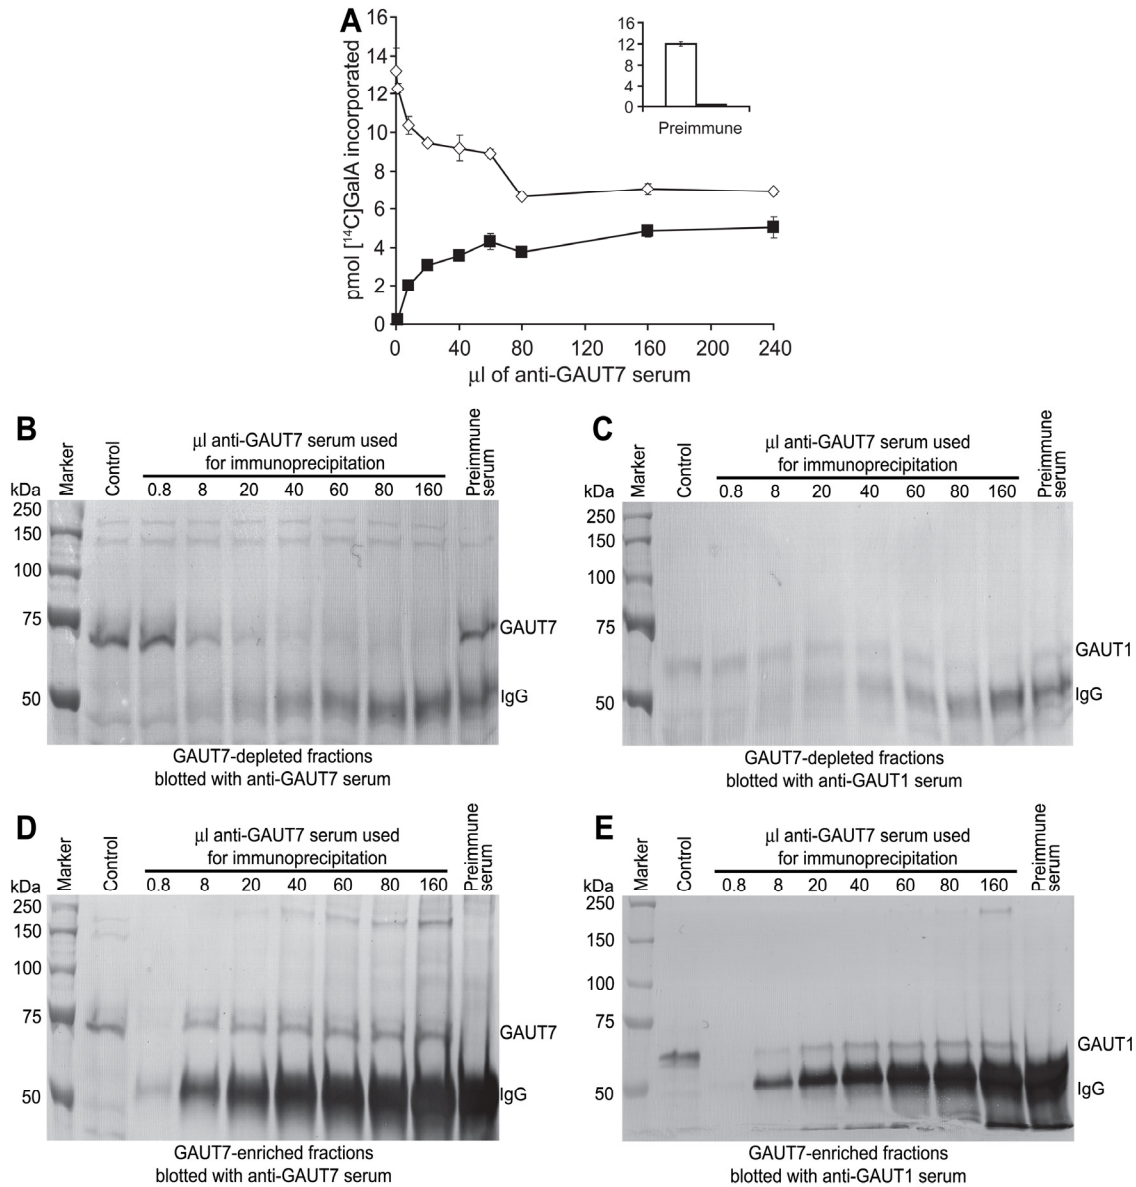 A
pmol [14C]GalA incorporated
16
14
12
10
8
6
4
2
0
0 40 80 120 160 200 240
µl of anti-GAUT7 serum
16
12
8
4
0
Preimmune
B
kDa
Marker
Control
µl anti-GAUT7 serum used
for immunoprecipitation
0.8 8 20 40 60 80 160
Preimmune
serum
250
150
100
75
50
GAUT7
IgG
GAUT7-depleted fractions
blotted with anti-GAUT7 serum
C
kDa
Marker
Control
µl anti-GAUT7 serum used
for immunoprecipitation
0.8 8 20 40 60 80 160
Preimmune
serum
250
150
100
75
50
GAUT1
IgG
GAUT7-depleted fractions
blotted with anti-GAUT1 serum
D
kDa
Marker
Control
µl anti-GAUT7 serum used
for immunoprecipitation
0.8 8 20 40 60 80 160
Preimmune
serum
250
150
100
75
50
GAUT7
IgG
GAUT7-enriched fractions
blotted with anti-GAUT7 serum
E
kDa
Marker
Control
µl anti-GAUT7 serum used
for immunoprecipitation
0.8 8 20 40 60 80 160
Preimmune
serum
250
150
100
75
50
GAUT1
IgG
GAUT7-enriched fractions
blotted with anti-GAUT1 serum